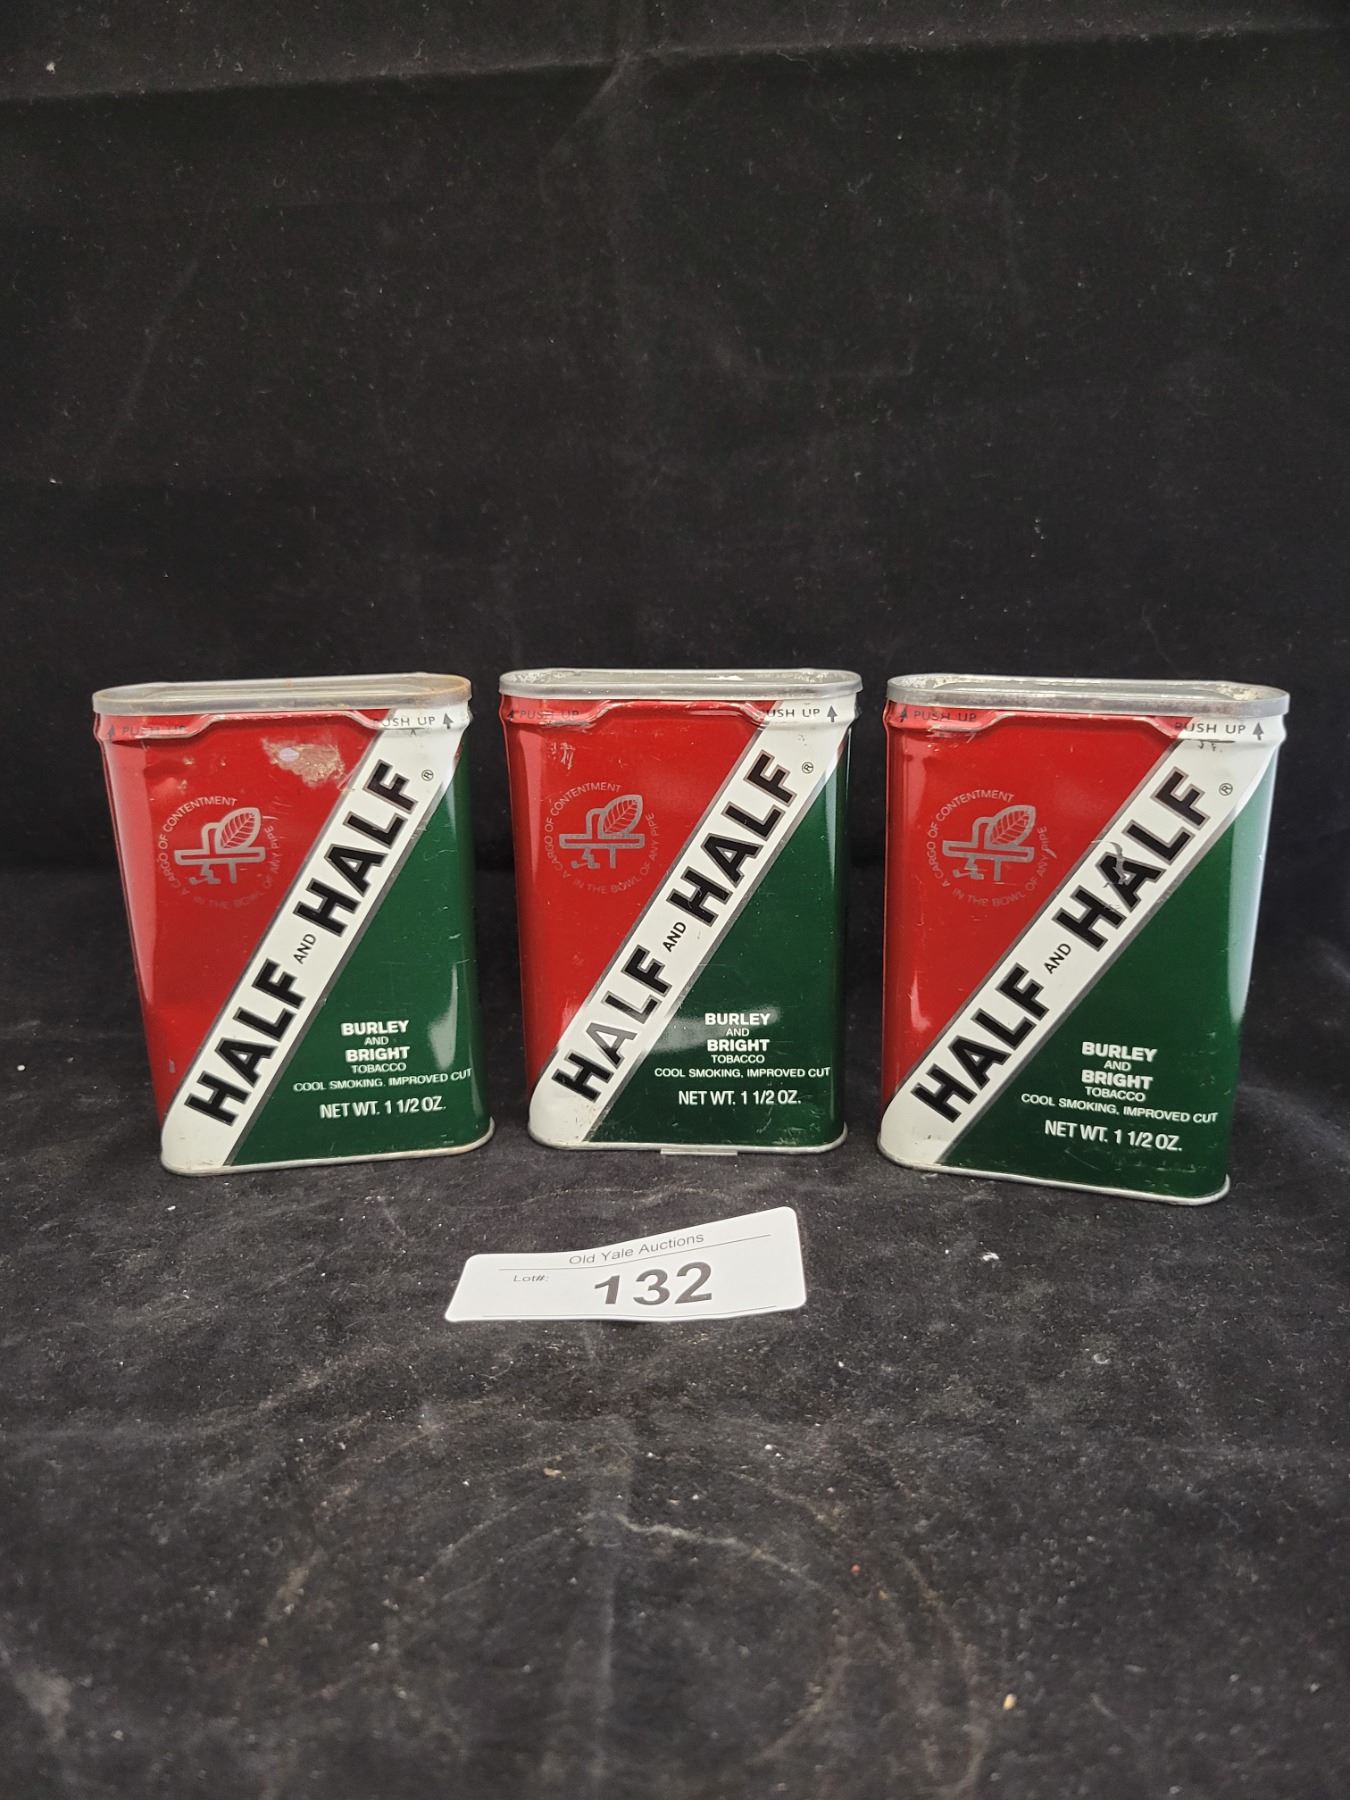 PUSH UP
PUSH UP
A CARGO OF CONTENTMENT
IN THE BOWL OF ANY PIPE
HALF AND HALF ®
BURLEY
AND
BRIGHT
TOBACCO
COOL SMOKING, IMPROVED CUT
NET WT. 1 1/2 OZ.
PUSH UP
PUSH UP
A CARGO OF CONTENTMENT
IN THE BOWL OF ANY PIPE
HALF AND HALF ®
BURLEY
AND
BRIGHT
TOBACCO
COOL SMOKING, IMPROVED CUT
NET WT. 1 1/2 OZ.
PUSH UP
PUSH UP
A CARGO OF CONTENTMENT
IN THE BOWL OF ANY PIPE
HALF AND HALF ®
BURLEY
AND
BRIGHT
TOBACCO
COOL SMOKING, IMPROVED CUT
NET WT. 1 1/2 OZ.
Old Yale Auctions
Lot#: 132